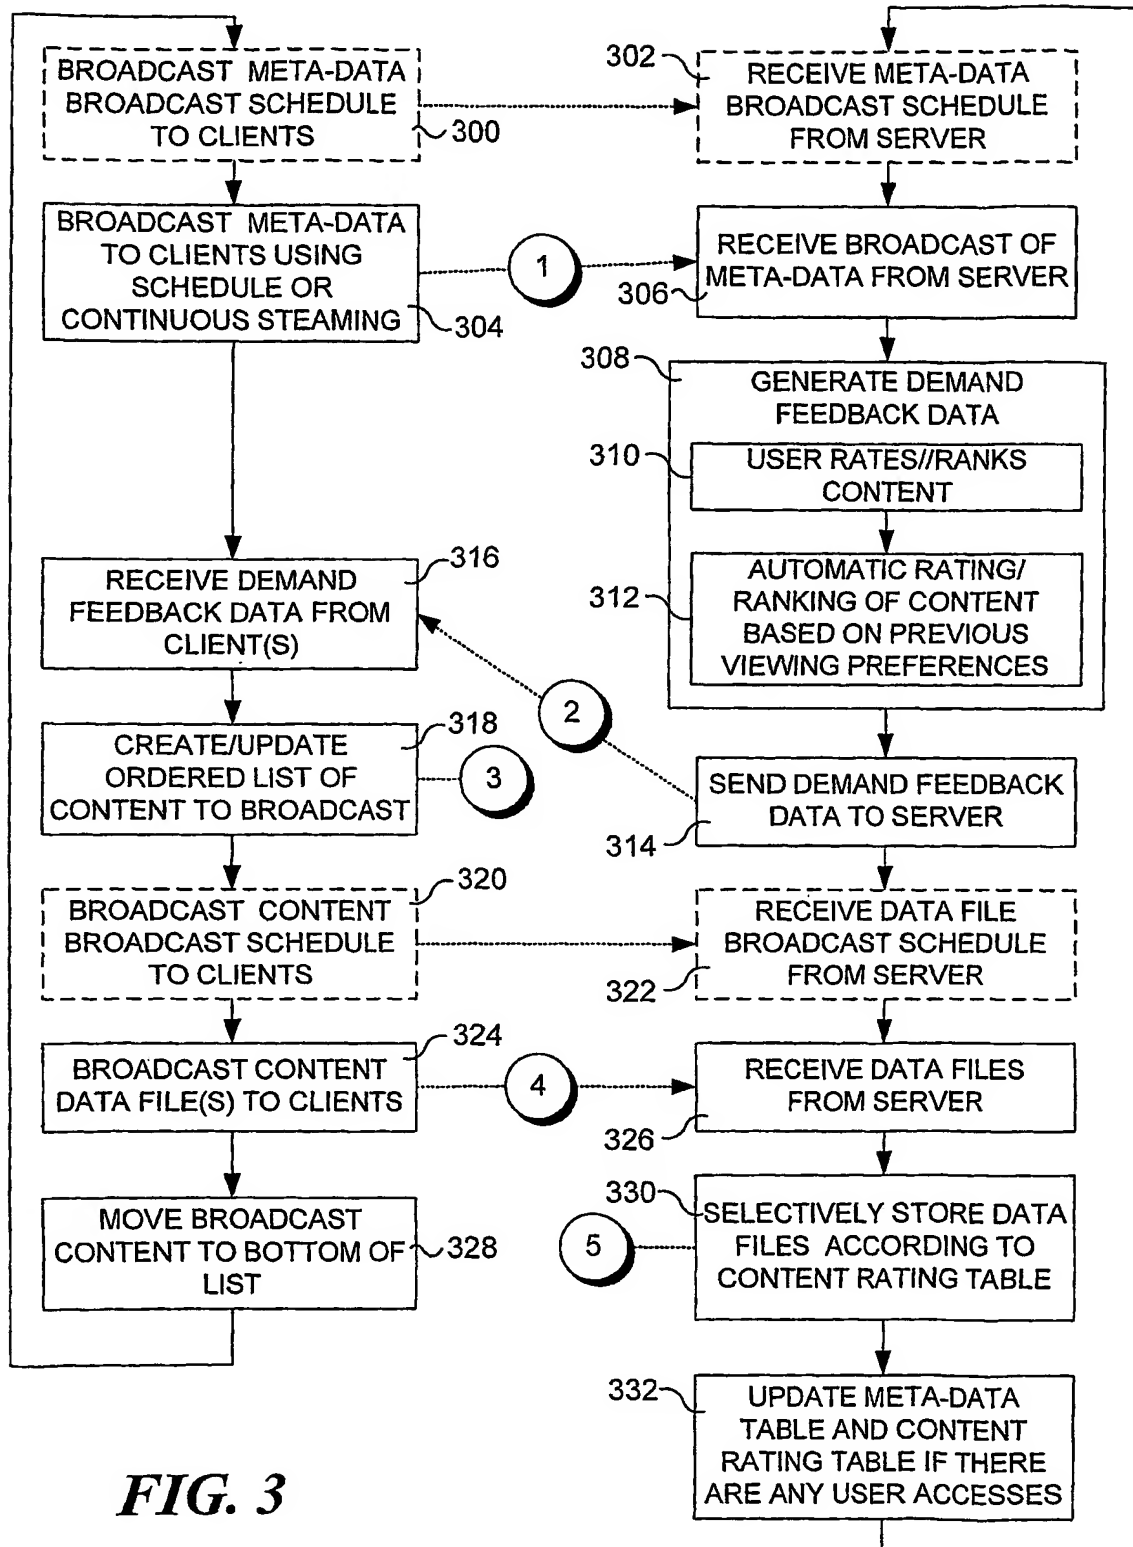 BROADCAST META-DATA
BROADCAST SCHEDULE
TO CLIENTS
300
302
RECEIVE META-DATA
BROADCAST SCHEDULE
FROM SERVER
BROADCAST META-DATA
TO CLIENTS USING
SCHEDULE OR
CONTINUOUS STEAMING
304
1
RECEIVE BROADCAST OF
META-DATA FROM SERVER
306
308
GENERATE DEMAND
FEEDBACK DATA
310
USER RATES//RANKS
CONTENT
312
AUTOMATIC RATING/
RANKING OF CONTENT
BASED ON PREVIOUS
VIEWING PREFERENCES
316
RECEIVE DEMAND
FEEDBACK DATA FROM
CLIENT(S)
2
318
CREATE/UPDATE
ORDERED LIST OF
CONTENT TO BROADCAST
3
SEND DEMAND FEEDBACK
DATA TO SERVER
314
320
BROADCAST CONTENT
BROADCAST SCHEDULE
TO CLIENTS
RECEIVE DATA FILE
BROADCAST SCHEDULE
FROM SERVER
322
324
BROADCAST CONTENT
DATA FILE(S) TO CLIENTS
4
RECEIVE DATA FILES
FROM SERVER
326
MOVE BROADCAST
CONTENT TO BOTTOM OF
LIST
328
330
SELECTIVELY STORE DATA
FILES ACCORDING TO
CONTENT RATING TABLE
5
332
UPDATE META-DATA
TABLE AND CONTENT
RATING TABLE IF THERE
ARE ANY USER ACCESSES
FIG. 3